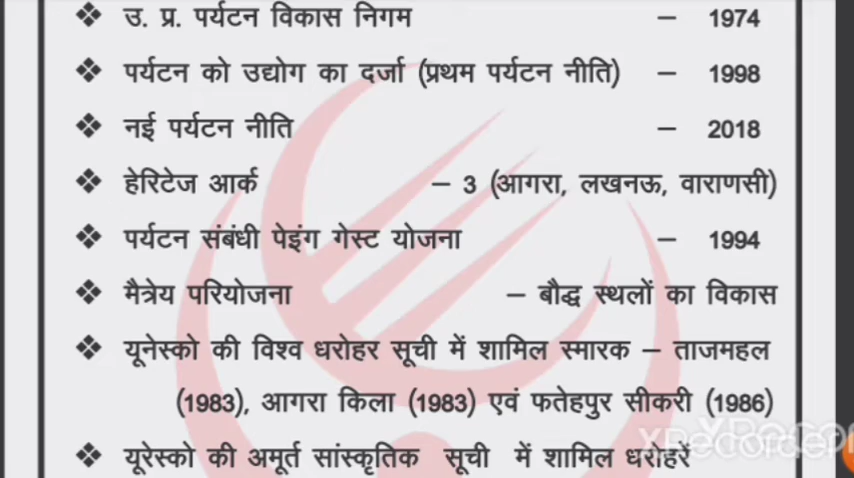 ❖ उ. प्र. पर्यटन विकास निगम – 1974
❖ पर्यटन को उद्योग का दर्जा (प्रथम पर्यटन नीति) – 1998
❖ नई पर्यटन नीति – 2018
❖ हेरिटेज आर्क – 3 (आगरा, लखनऊ, वाराणसी)
❖ पर्यटन संबंधी पेइंग गेस्ट योजना – 1994
❖ मैत्रेय परियोजना – बौद्ध स्थलों का विकास
❖ यूनेस्को की विश्व धरोहर सूची में शामिल स्मारक – ताजमहल
(1983), आगरा किला (1983) एवं फतेहपुर सीकरी (1986)
❖ यूरेस्को की अमूर्त सांस्कृतिक सूची में शामिल धरोहरें
XRecorder